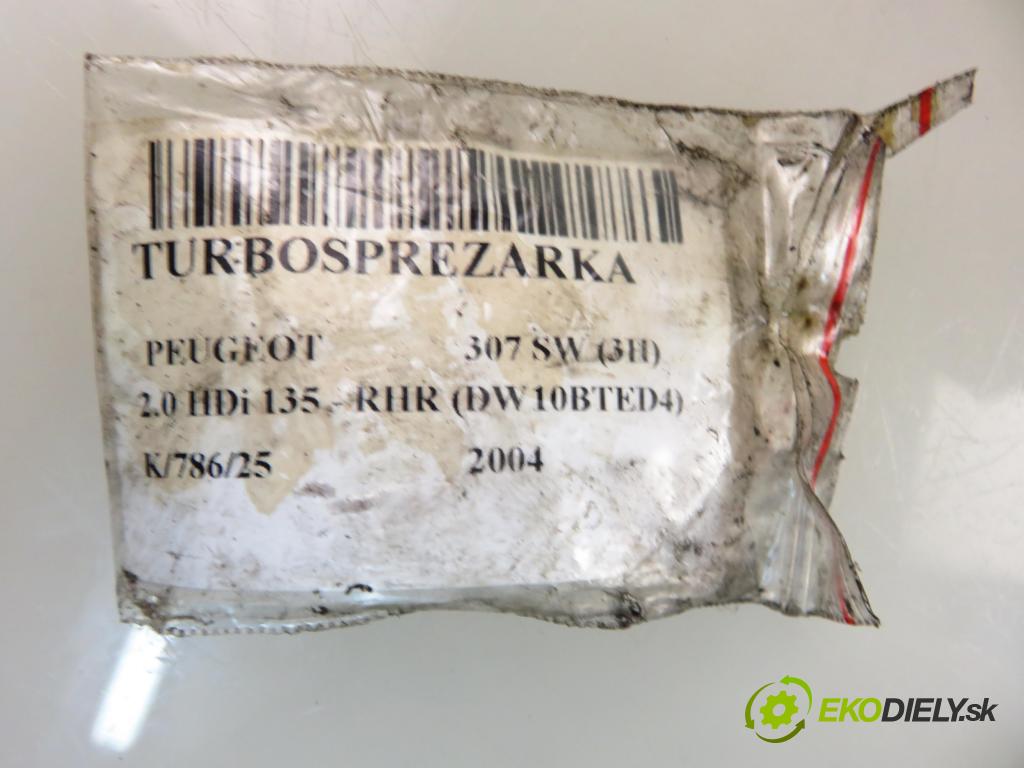 TURBOSPREZARKA
PEUGEOT 307 SW (3H)
2.0 HDi 135 - RHR (DW10BTED4)
K/786/25 2004
EKODIELY.sk